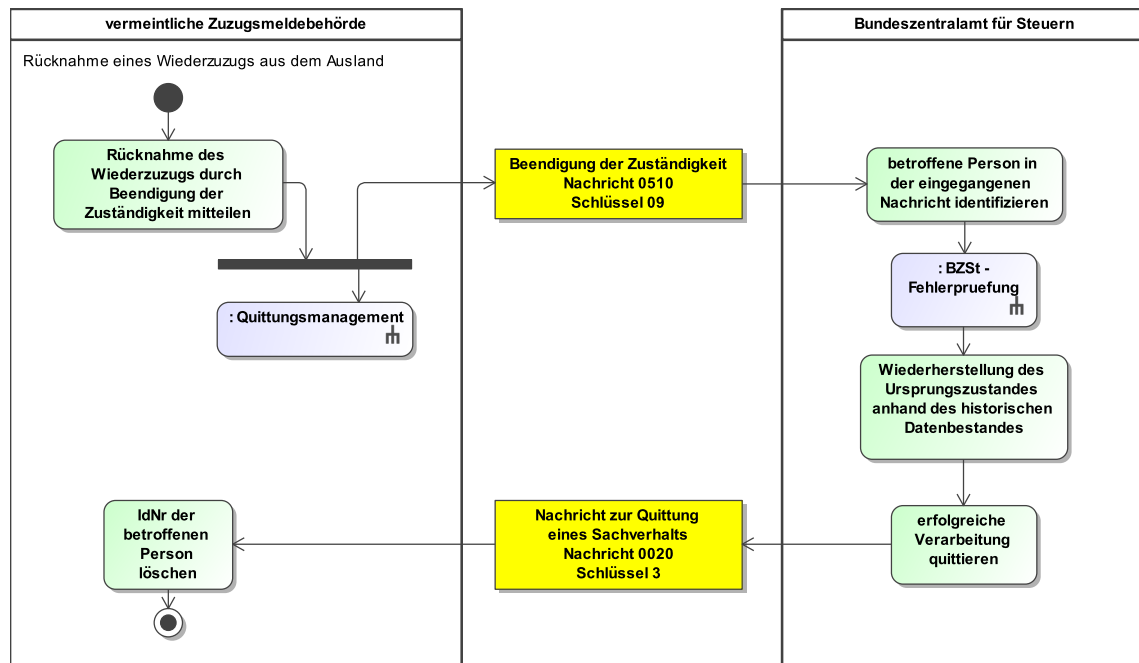 vermeintliche Zuzugsmeldebehörde
Bundeszentralamt für Steuern
Rücknahme eines Wiederzuzugs aus dem Ausland
Rücknahme des
Wiederzuzugs durch
Beendigung der
Zuständigkeit mitteilen
Beendigung der Zuständigkeit
Nachricht 0510
Schlüssel 09
betroffene Person in
der eingegangenen
Nachricht identifizieren
: Quittungsmanagement
: BZSt -
Fehlerpruefung
Wiederherstellung des
Ursprungszustandes
anhand des historischen
Datenbestandes
erfolgreiche
Verarbeitung
quittieren
Nachricht zur Quittung
eines Sachverhalts
Nachricht 0020
Schlüssel 3
IdNr der
betroffenen
Person
löschen